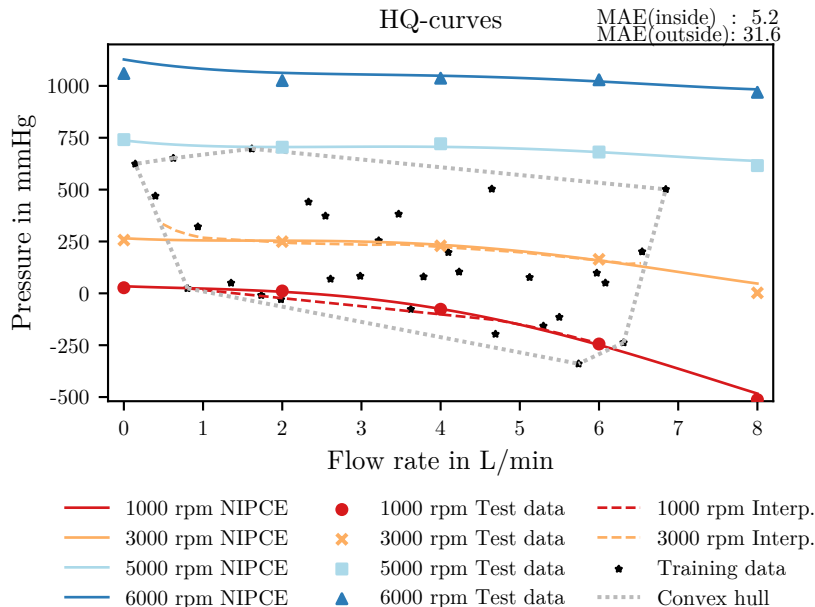 HQ-curves
MAE(inside) : 5.2
MAE(outside): 31.6
Pressure in mmHg
1000
750
500
250
0
-250
-500
0 1 2 3 4 5 6 7 8
Flow rate in L/min
1000 rpm NIPCE 1000 rpm Test data 1000 rpm Interp.
3000 rpm NIPCE 3000 rpm Test data 3000 rpm Interp.
5000 rpm NIPCE 5000 rpm Test data Training data
6000 rpm NIPCE 6000 rpm Test data Convex hull